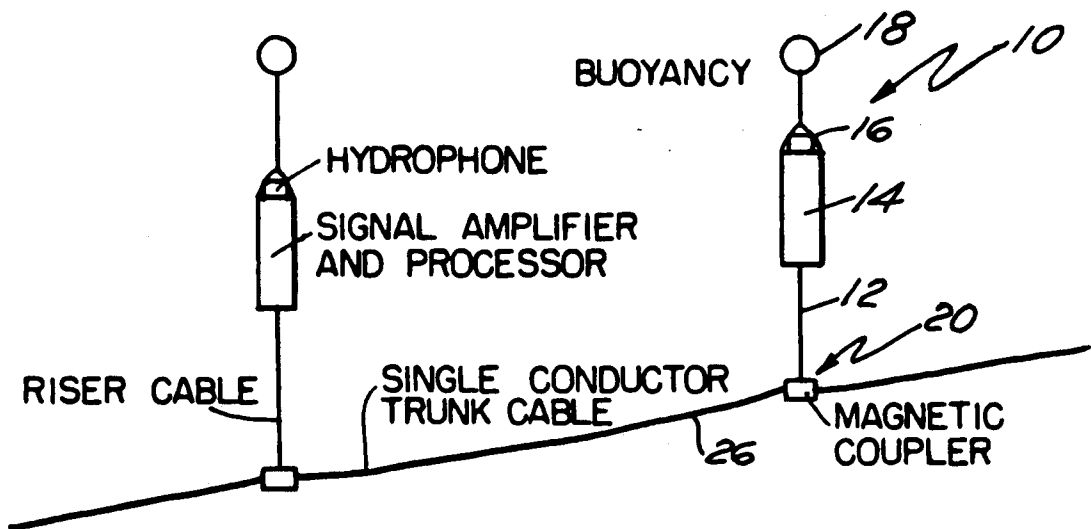 18
10
BUOYANCY
16
HYDROPHONE
14
SIGNAL AMPLIFIER
AND PROCESSOR
12
20
RISER CABLE
SINGLE CONDUCTOR
TRUNK CABLE
MAGNETIC
COUPLER
26